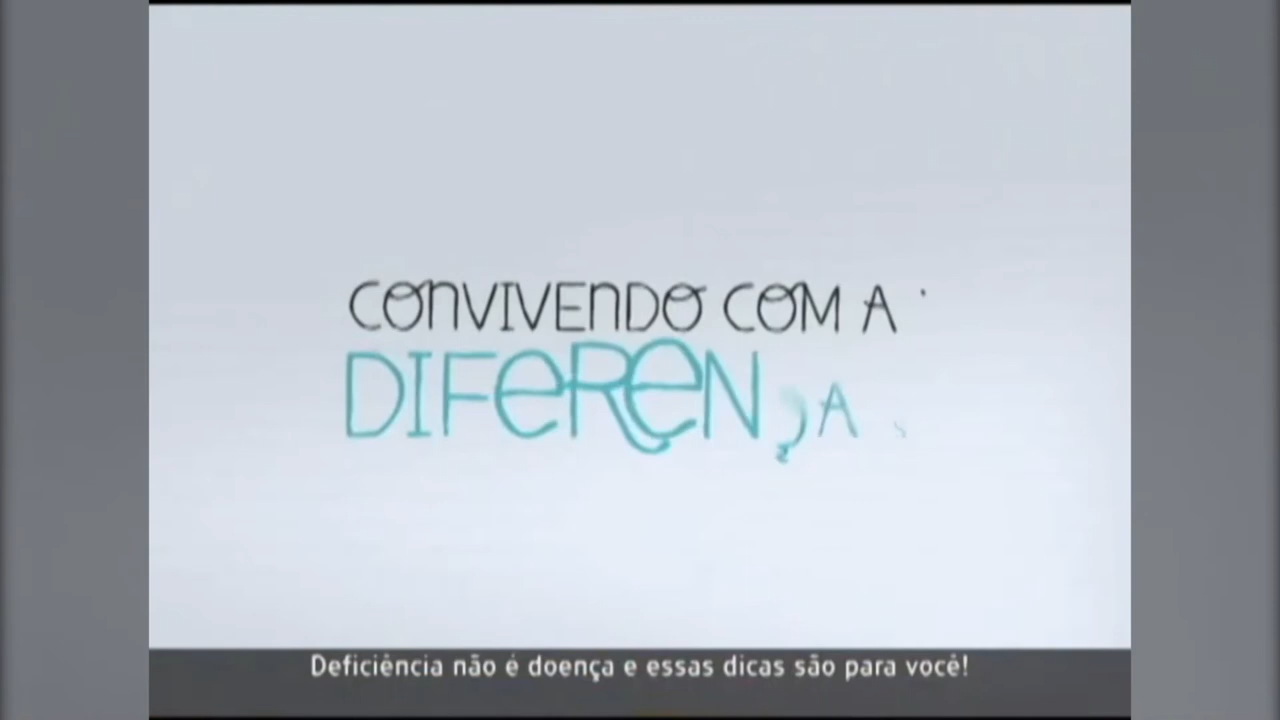 CONVIVENDO COM A
DIFERENÇA
Deficiência não é doença e essas dicas são para você!